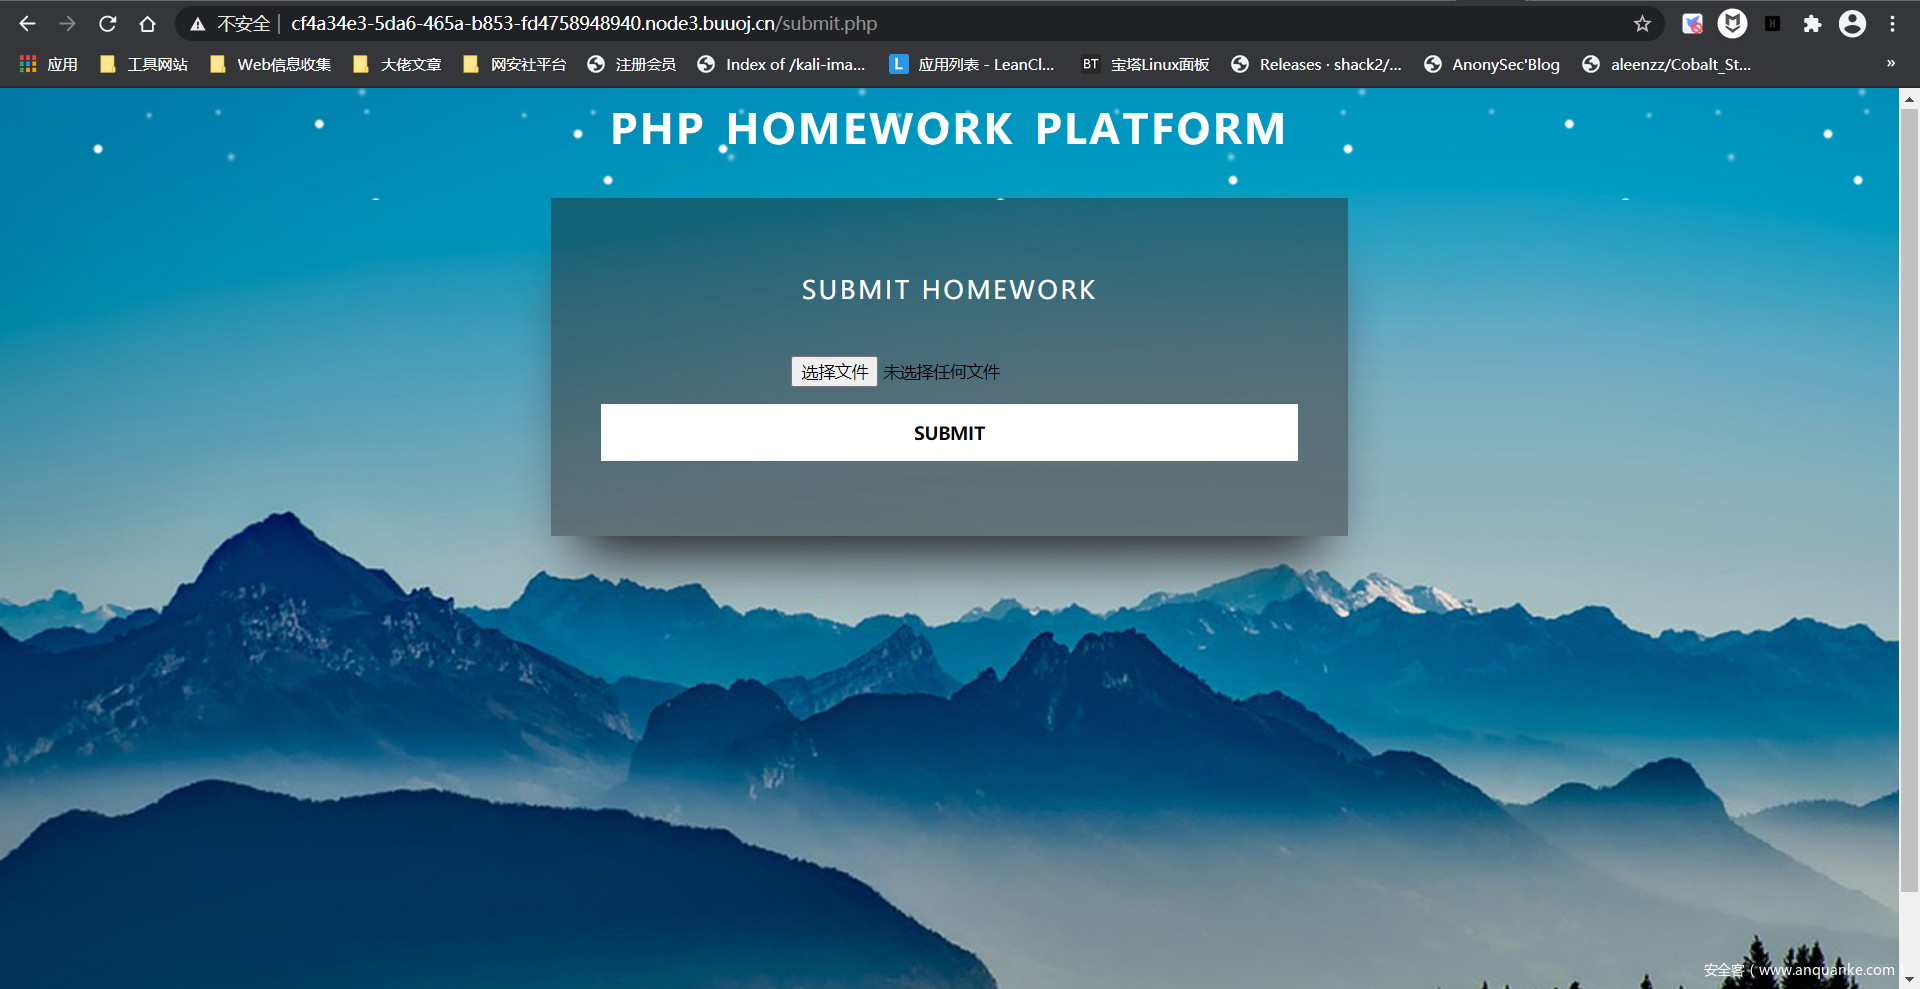 不安全 | cf4a34e3-5da6-465a-b853-fd4758948940.node3.buuoj.cn/submit.php
应用 工具网站 Web信息收集 大佬文章 网安社平台 注册会员 Index of /kali-ima... L 应用列表 - LeanCl... BT 宝塔Linux面板 Releases · shack2/... AnonySec'Blog aleenzz/Cobalt_St... »
PHP HOMEWORK PLATFORM
SUBMIT HOMEWORK
选择文件 未选择任何文件
SUBMIT
安全客 ( www.anquanke.com